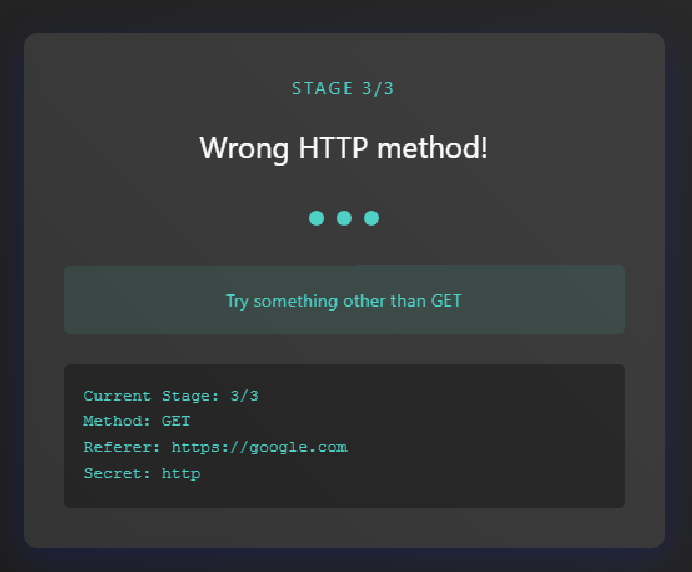 STAGE 3/3
Wrong HTTP method!
Try something other than GET
Current Stage: 3/3
Method: GET
Referer: https://google.com
Secret: http